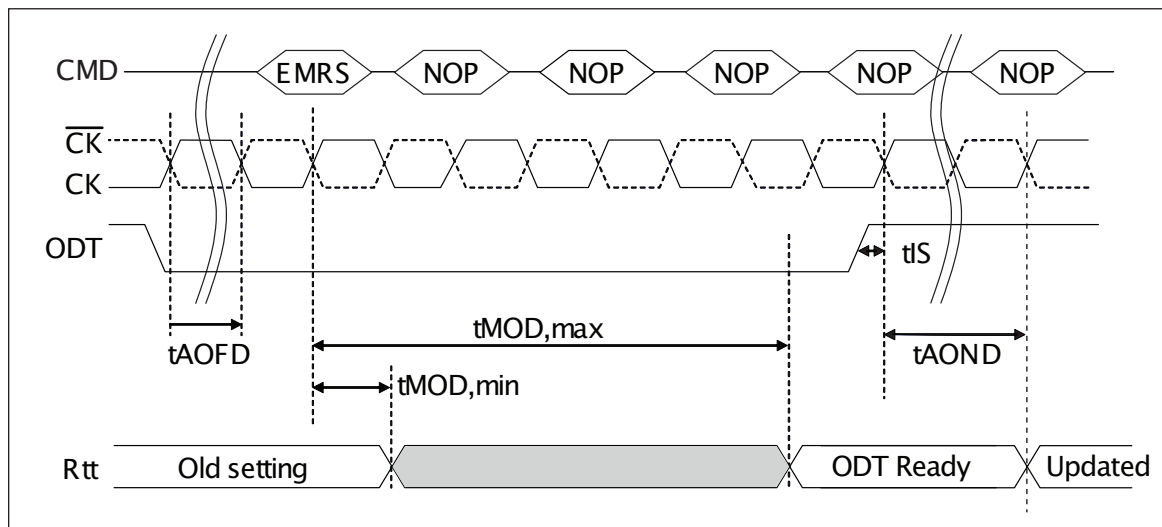 CMD EMRS NOP NOP NOP NOP NOP
CK
CK
ODT
tIS
tMOD,max
tAOFD
tAOND
tMOD,min
Rtt Old setting ODT Ready Updated